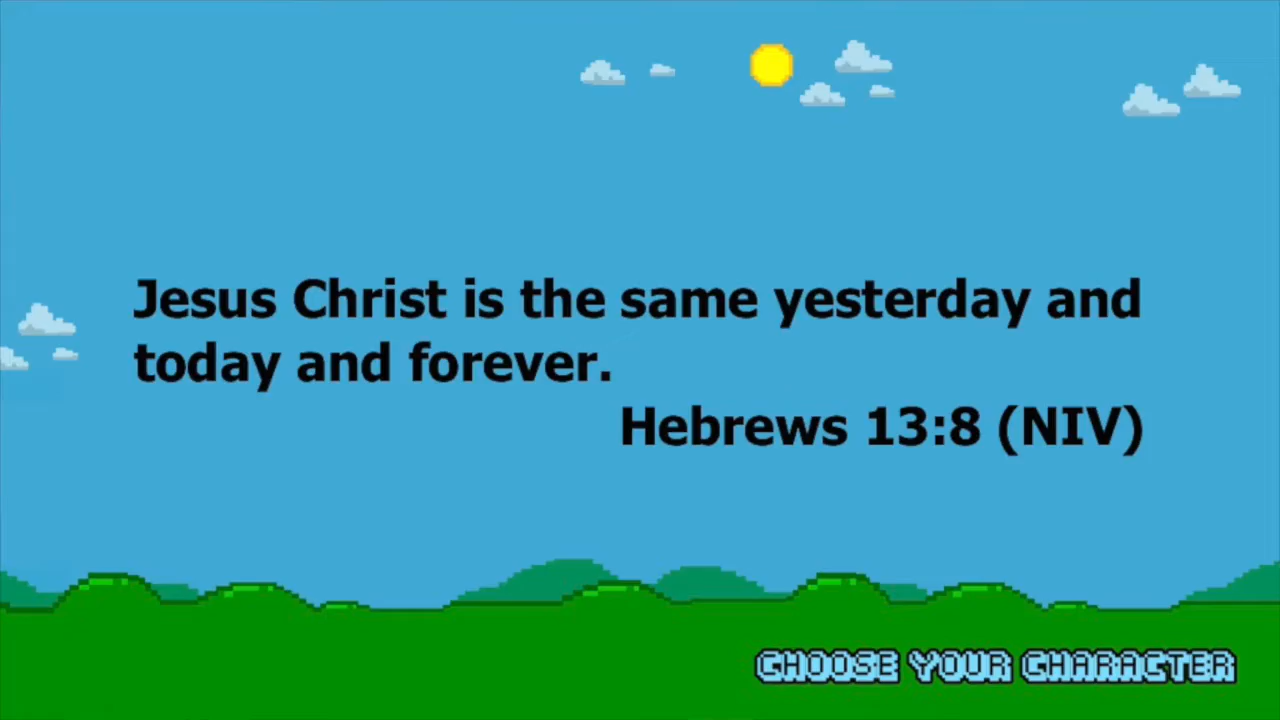 Jesus Christ is the same yesterday and
today and forever.
Hebrews 13:8 (NIV)
CHOOSE YOUR CHARACTER